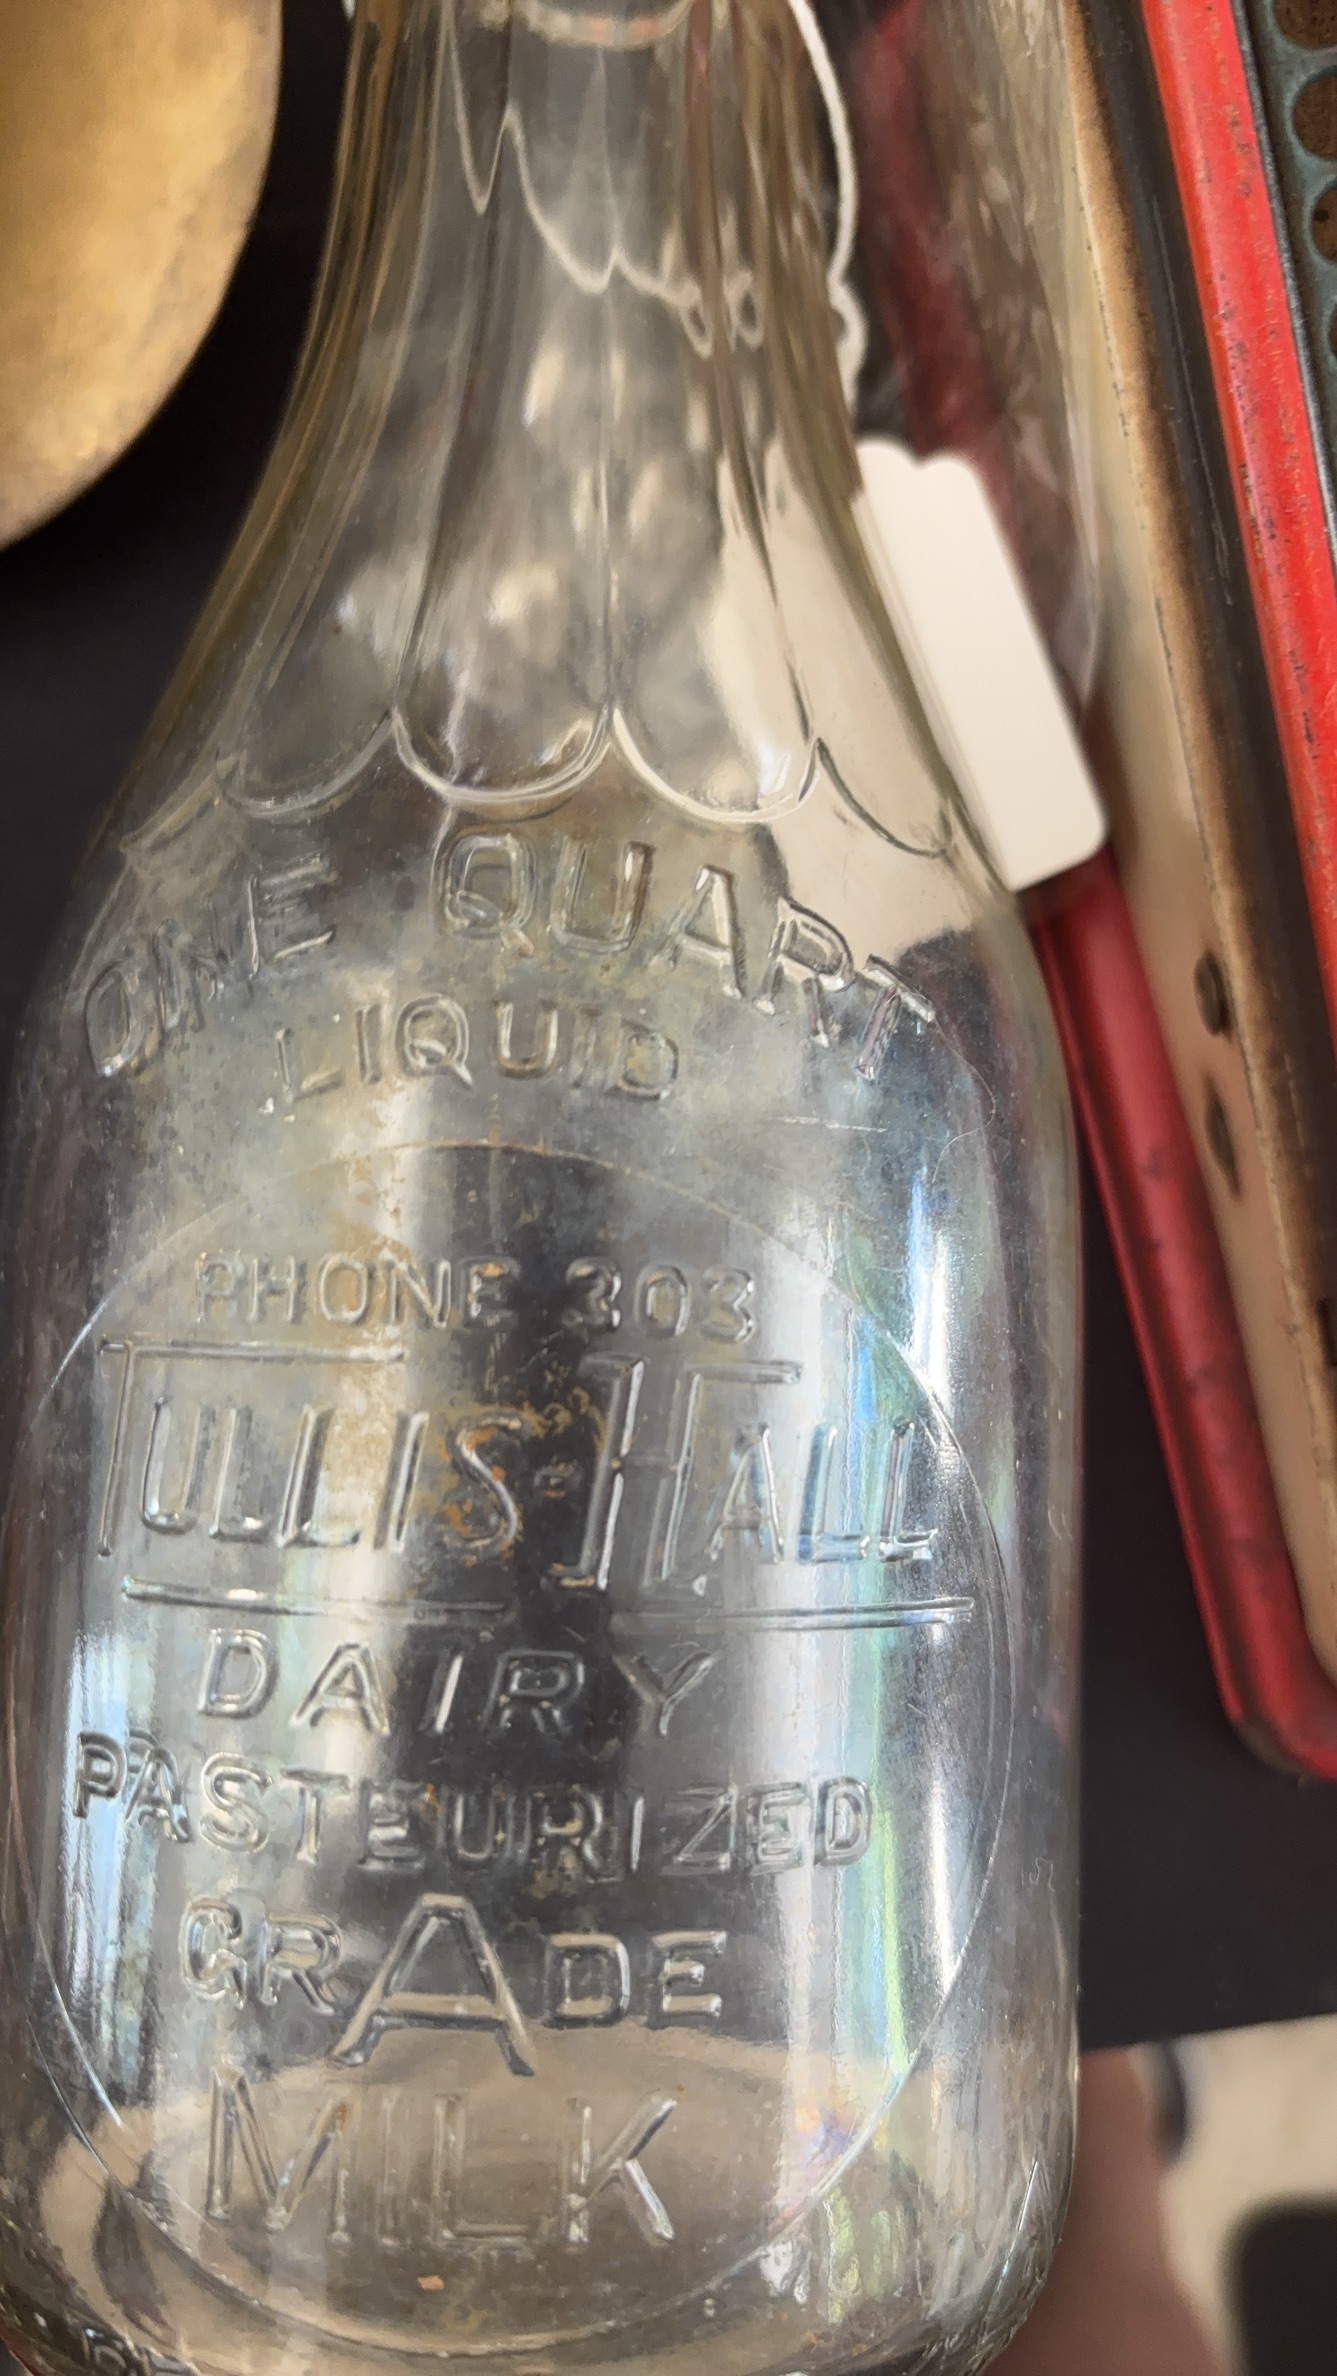 ONE QUART
LIQUID
PHONE 303
TULLIS-HALL
DAIRY
PASTEURIZED
GRADE
MILK